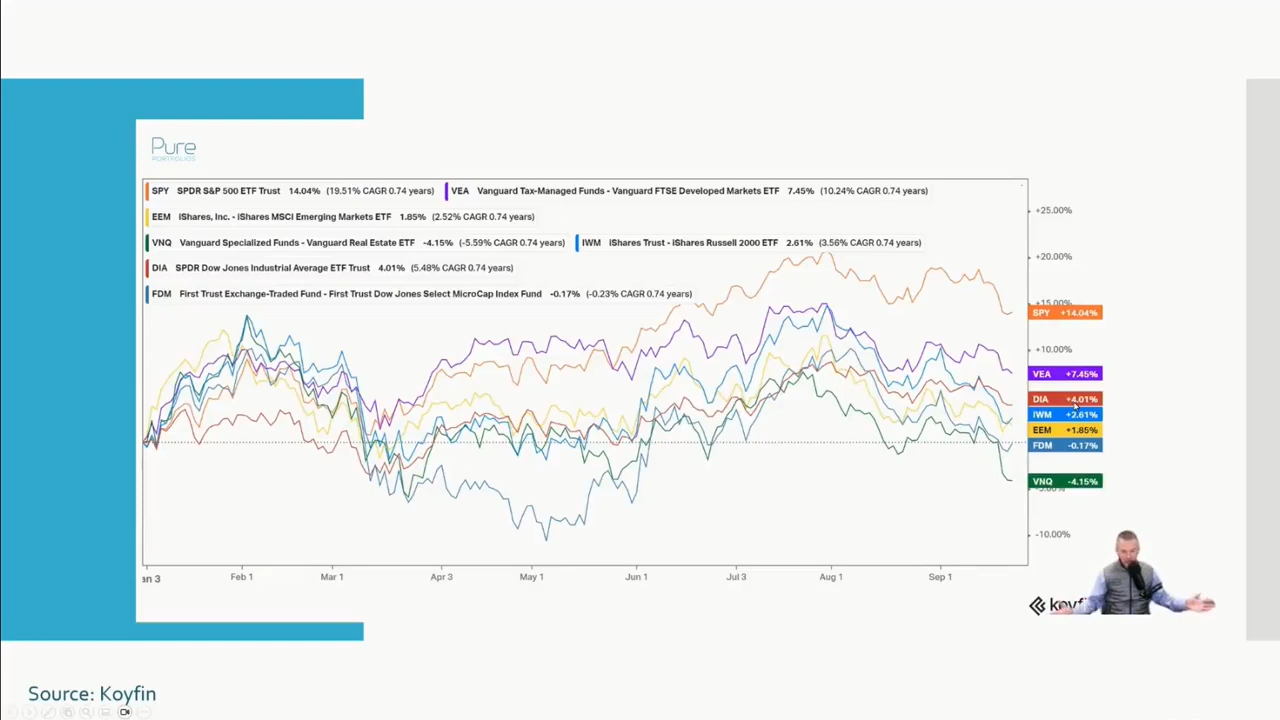 Pure
PORTFOLIOS
SPY SPDR S&P 500 ETF Trust 14.04% (19.51% CAGR 0.74 years) VEA Vanguard Tax-Managed Funds - Vanguard FTSE Developed Markets ETF 7.45% (10.24% CAGR 0.74 years)
EEM iShares, Inc. - iShares MSCI Emerging Markets ETF 1.85% (2.52% CAGR 0.74 years)
VNQ Vanguard Specialized Funds - Vanguard Real Estate ETF -4.15% (-5.59% CAGR 0.74 years) IWM iShares Trust - iShares Russell 2000 ETF 2.61% (3.56% CAGR 0.74 years)
DIA SPDR Dow Jones Industrial Average ETF Trust 4.01% (5.48% CAGR 0.74 years)
FDM First Trust Exchange-Traded Fund - First Trust Dow Jones Select MicroCap Index Fund -0.17% (-0.23% CAGR 0.74 years)
+25.00%
+20.00%
+15.00%
SPY +14.04%
+10.00%
VEA +7.45%
DIA +4.01%
IWM +2.61%
EEM +1.85%
FDM -0.17%
VNQ -4.15%
-10.00%
an 3 Feb 1 Mar 1 Apr 3 May 1 Jun 1 Jul 3 Aug 1 Sep 1
koyfi
Source: Koyfin